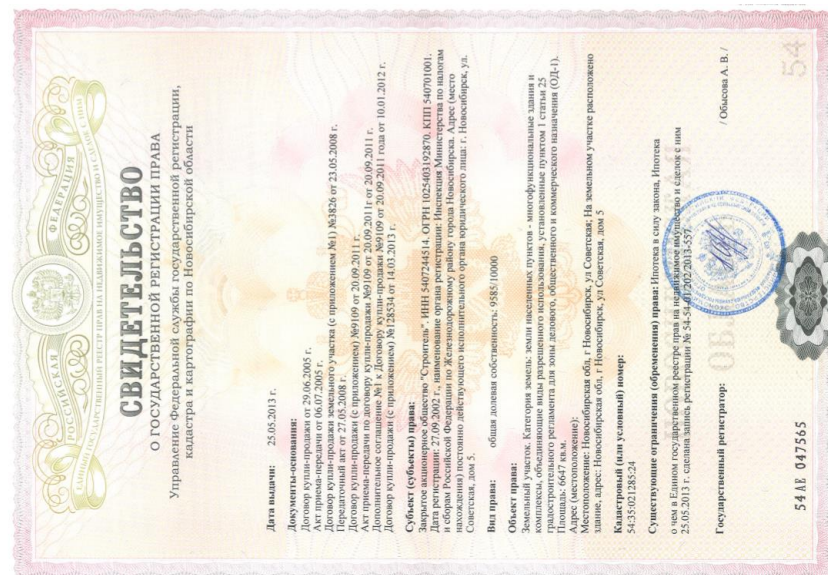 РОССИЙСКАЯ ФЕДЕРАЦИЯ
ЕДИНЫЙ ГОСУДАРСТВЕННЫЙ РЕЕСТР ПРАВ НА НЕДВИЖИМОЕ ИМУЩЕСТВО И СДЕЛОК С НИМ
СВИДЕТЕЛЬСТВО
О ГОСУДАРСТВЕННОЙ РЕГИСТРАЦИИ ПРАВА
Управление Федеральной службы государственной регистрации,
кадастра и картографии по Новосибирской области
Дата выдачи: 25.05.2013 г.
Документы-основания:
Договор купли-продажи от 29.06.2005 г.
Акт приема-передачи от 06.07.2005 г.
Договор купли-продажи земельного участка (с приложением №1) №3826 от 23.05.2008 г.
Передаточный акт от 27.05.2008 г.
Договор купли-продажи (с приложением) №9109 от 20.09.2011 г.
Акт приема-передачи по договору купли-продажи №9109 от 20.09.2011г от 20.09.2011 г.
Дополнительное соглашение №1 к Договору купли-продажи №9109 от 20.09.2011 года от 10.01.2012 г.
Договор купли-продажи (с приложением) №128534 от 14.03.2013 г.
Субъект (субъекты) права:
Закрытое акционерное общество "Строитель". ИНН 5407244514. ОГРН 1025403192870. КПП 540701001.
Дата регистрации: 27.09.2002 г., наименование органа регистрации: Инспекция Министерства по налогам
и сборам Российской Федерации по Железнодорожному району города Новосибирска. Адрес (место
нахождения) постоянно действующего исполнительного органа юридического лица: г. Новосибирск, ул.
Советская, дом 5.
Вид права: общая долевая собственность: 9585/10000
Объект права:
Земельный участок. Категория земель: земли населенных пунктов - многофункциональные здания и
комплексы, объединяющие виды разрешенного использования, установленные пунктом 1 статьи 25
градостроительного регламента для зоны делового, общественного и коммерческого назначения (ОД-1).
Площадь: 6647 кв.м.
Адрес (местоположение):
Местоположение: Новосибирская обл, г Новосибирск, ул Советская; На земельном участке расположено
здание, адрес: Новосибирская обл, г Новосибирск, ул Советская, дом 5
Кадастровый (или условный) номер:
54:35:021285:24
Существующие ограничения (обременения) права: Ипотека в силу закона, Ипотека
о чем в Едином государственном реестре прав на недвижимое имущество и сделок с ним
25.05.2013 г. сделана запись регистрации № 54-54-01/202/2013-557.
Государственный регистратор: / Обысова А. В. /
54
54АЕ 047565